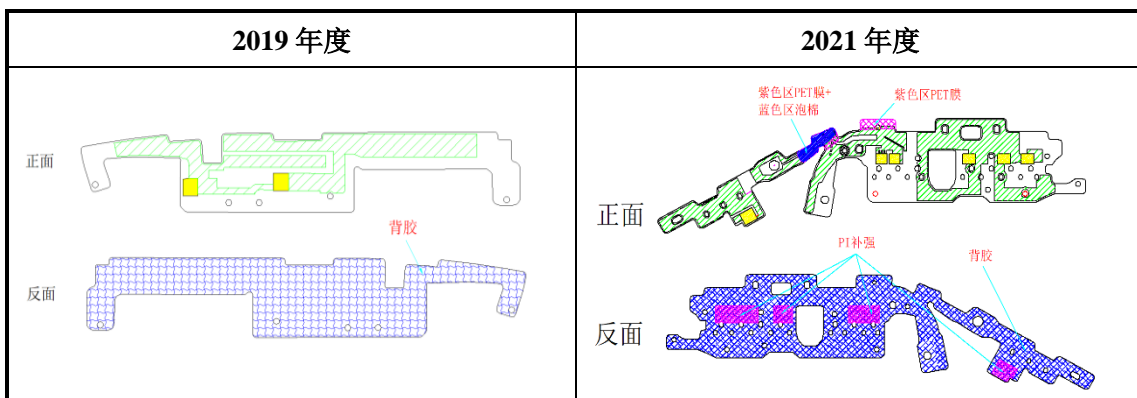 2019 年度
2021 年度
正面
背胶
反面
紫色区PET膜+
蓝色区泡棉
紫色区PET膜
正面
PI补强
背胶
反面